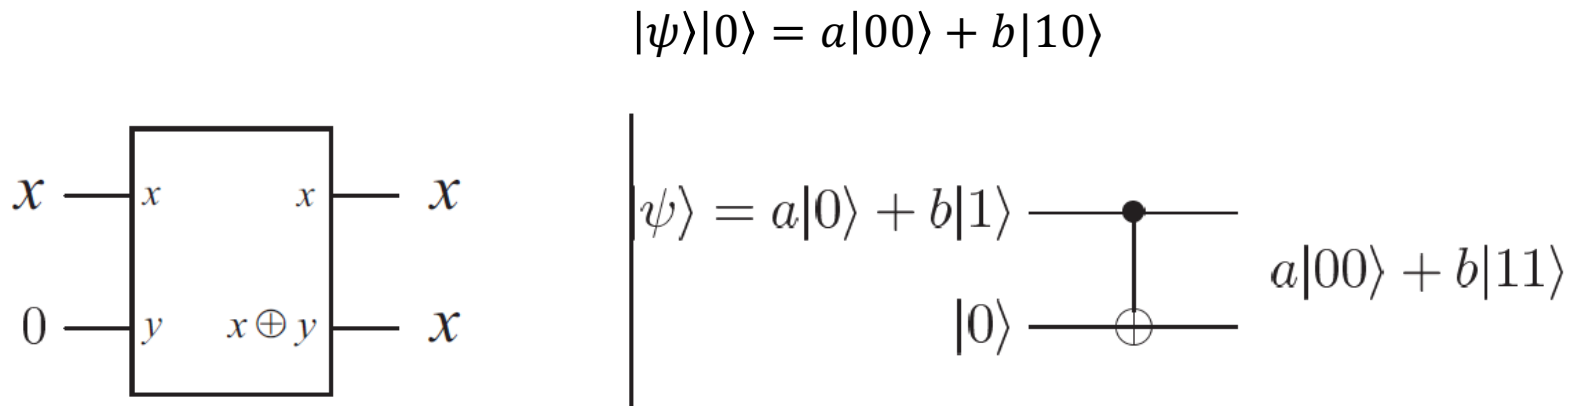 |ψ⟩|0⟩ = a|00⟩ + b|10⟩
x x x x
0 y x ⊕ y x
|ψ⟩ = a|0⟩ + b|1⟩
|0⟩
a|00⟩ + b|11⟩